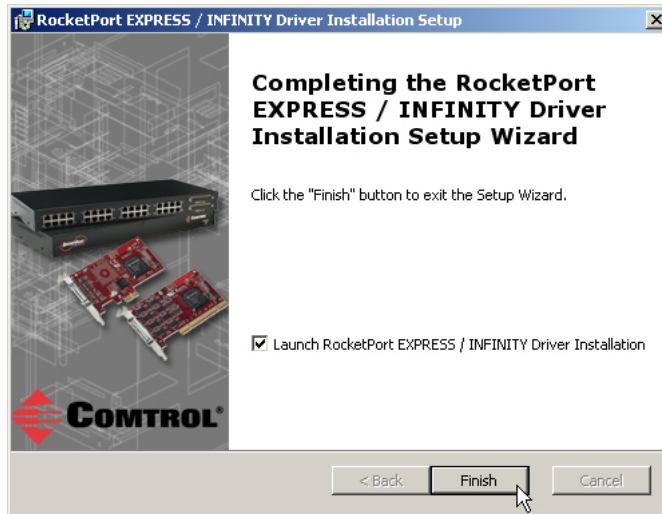 RocketPort EXPRESS / INFINITY Driver Installation Setup
Completing the RocketPort
EXPRESS / INFINITY Driver
Installation Setup Wizard
Click the "Finish" button to exit the Setup Wizard.
Launch RocketPort EXPRESS / INFINITY Driver Installation
COMTROL®
< Back
Finish
Cancel